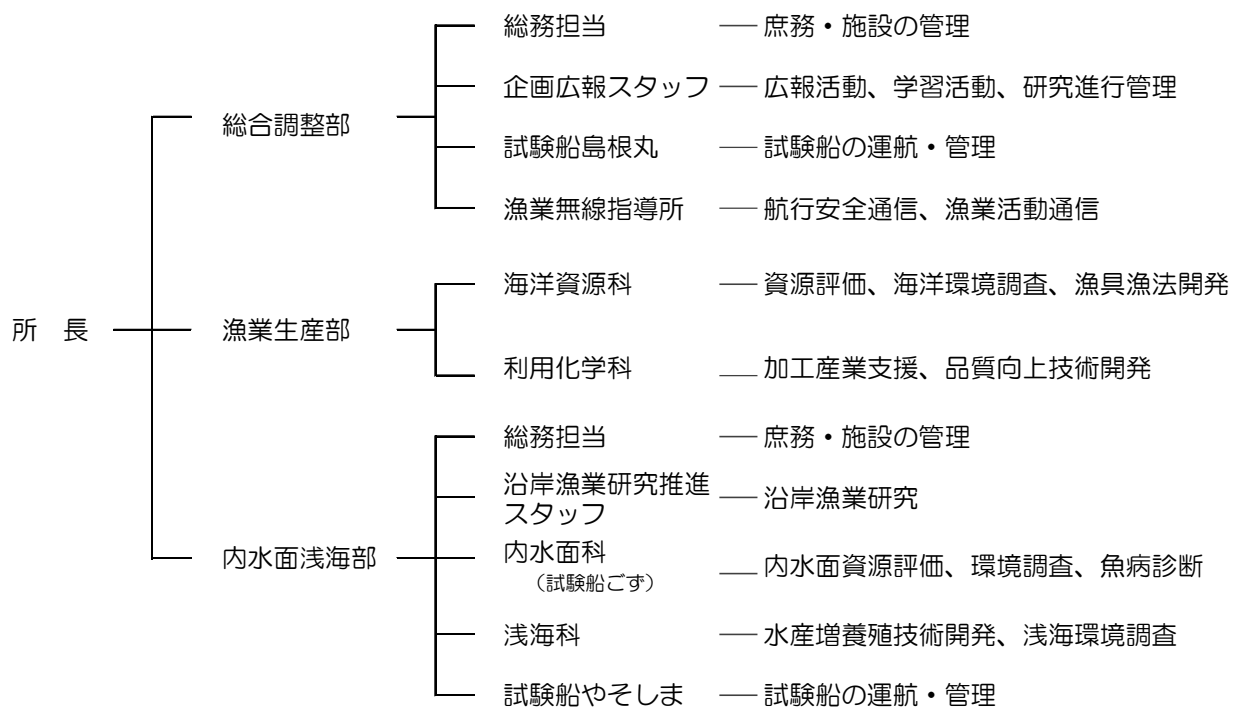 総務担当 庶務・施設の管理
企画広報スタッフ 広報活動、学習活動、研究進行管理
総合調整部
試験船島根丸 試験船の運航・管理
漁業無線指導所 航行安全通信、漁業活動通信
海洋資源科 資源評価、海洋環境調査、漁具漁法開発
所 長 漁業生産部
利用化学科 加工産業支援、品質向上技術開発
総務担当 庶務・施設の管理
沿岸漁業研究推進
スタッフ
沿岸漁業研究
内水面浅海部
内水面科
(試験船ごず)
内水面資源評価、環境調査、魚病診断
浅海科 水産増養殖技術開発、浅海環境調査
試験船やそしま 試験船の運航・管理